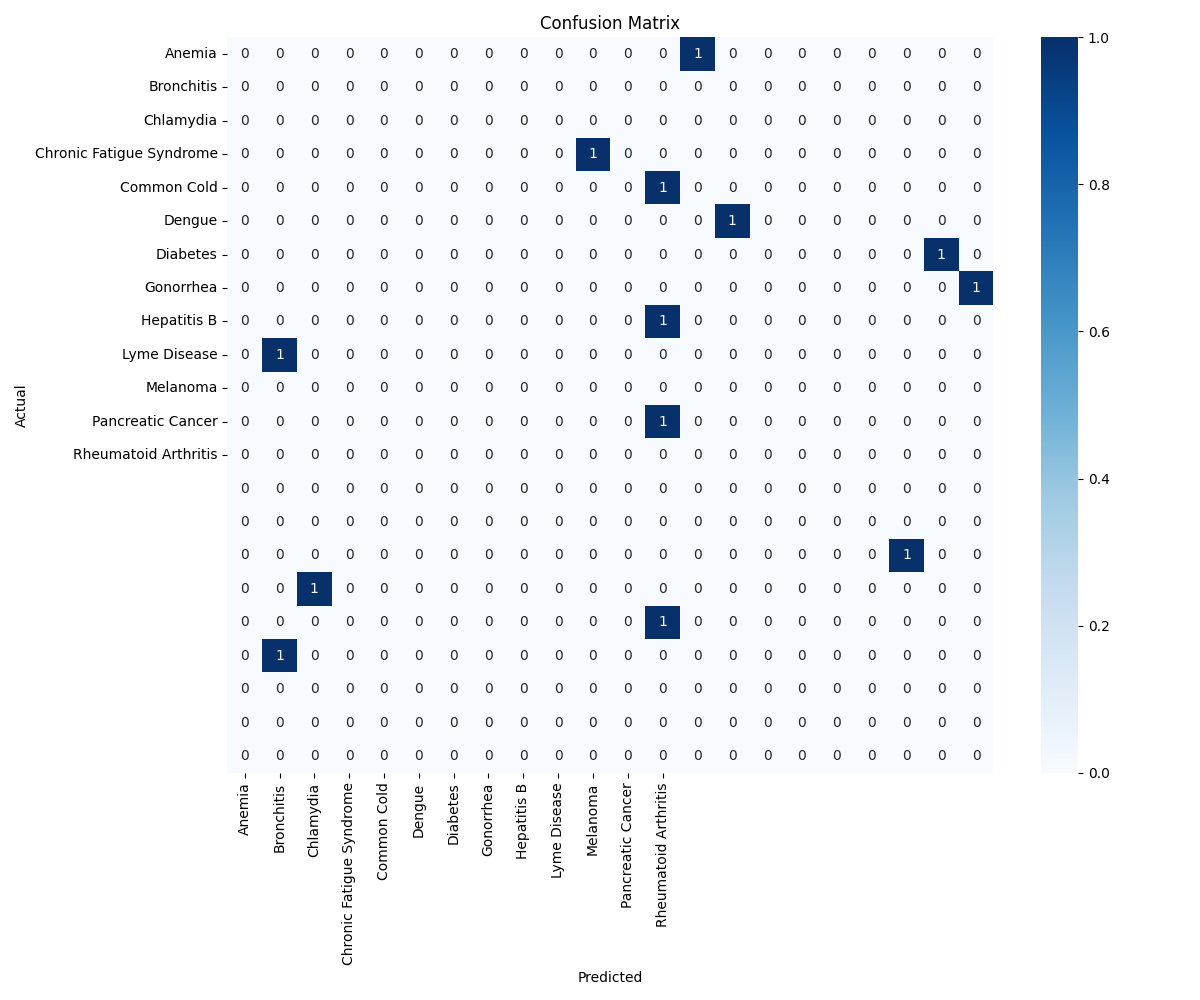 Confusion Matrix
Anemia 0 0 0 0 0 0 0 0 0 0 0 0 0 1 0 0 0 0 0 0 0 0
Bronchitis 0 0 0 0 0 0 0 0 0 0 0 0 0 0 0 0 0 0 0 0 0 0
Chlamydia 0 0 0 0 0 0 0 0 0 0 0 0 0 0 0 0 0 0 0 0 0 0
Chronic Fatigue Syndrome 0 0 0 0 0 0 0 0 0 0 1 0 0 0 0 0 0 0 0 0 0 0
Common Cold 0 0 0 0 0 0 0 0 0 0 0 0 1 0 0 0 0 0 0 0 0 0
Dengue 0 0 0 0 0 0 0 0 0 0 0 0 0 0 1 0 0 0 0 0 0 0
Diabetes 0 0 0 0 0 0 0 0 0 0 0 0 0 0 0 0 0 0 0 0 1 0
Gonorrhea 0 0 0 0 0 0 0 0 0 0 0 0 0 0 0 0 0 0 0 0 0 1
Hepatitis B 0 0 0 0 0 0 0 0 0 0 0 0 1 0 0 0 0 0 0 0 0 0
Lyme Disease 0 1 0 0 0 0 0 0 0 0 0 0 0 0 0 0 0 0 0 0 0 0
Melanoma 0 0 0 0 0 0 0 0 0 0 0 0 0 0 0 0 0 0 0 0 0 0
Pancreatic Cancer 0 0 0 0 0 0 0 0 0 0 0 0 1 0 0 0 0 0 0 0 0 0
Rheumatoid Arthritis 0 0 0 0 0 0 0 0 0 0 0 0 0 0 0 0 0 0 0 0 0 0
0 0 0 0 0 0 0 0 0 0 0 0 0 0 0 0 0 0 0 0 0 0
0 0 0 0 0 0 0 0 0 0 0 0 0 0 0 0 0 0 0 0 0 0
0 0 0 0 0 0 0 0 0 0 0 0 0 0 0 0 0 0 0 1 0 0
0 0 1 0 0 0 0 0 0 0 0 0 0 0 0 0 0 0 0 0 0 0
0 0 0 0 0 0 0 0 0 0 0 0 1 0 0 0 0 0 0 0 0 0
0 1 0 0 0 0 0 0 0 0 0 0 0 0 0 0 0 0 0 0 0 0
0 0 0 0 0 0 0 0 0 0 0 0 0 0 0 0 0 0 0 0 0 0
0 0 0 0 0 0 0 0 0 0 0 0 0 0 0 0 0 0 0 0 0 0
0 0 0 0 0 0 0 0 0 0 0 0 0 0 0 0 0 0 0 0 0 0
Actual
Anemia
Bronchitis
Chlamydia
Chronic Fatigue Syndrome
Common Cold
Dengue
Diabetes
Gonorrhea
Hepatitis B
Lyme Disease
Melanoma
Pancreatic Cancer
Rheumatoid Arthritis
Predicted
1.0
0.8
0.6
0.4
0.2
0.0